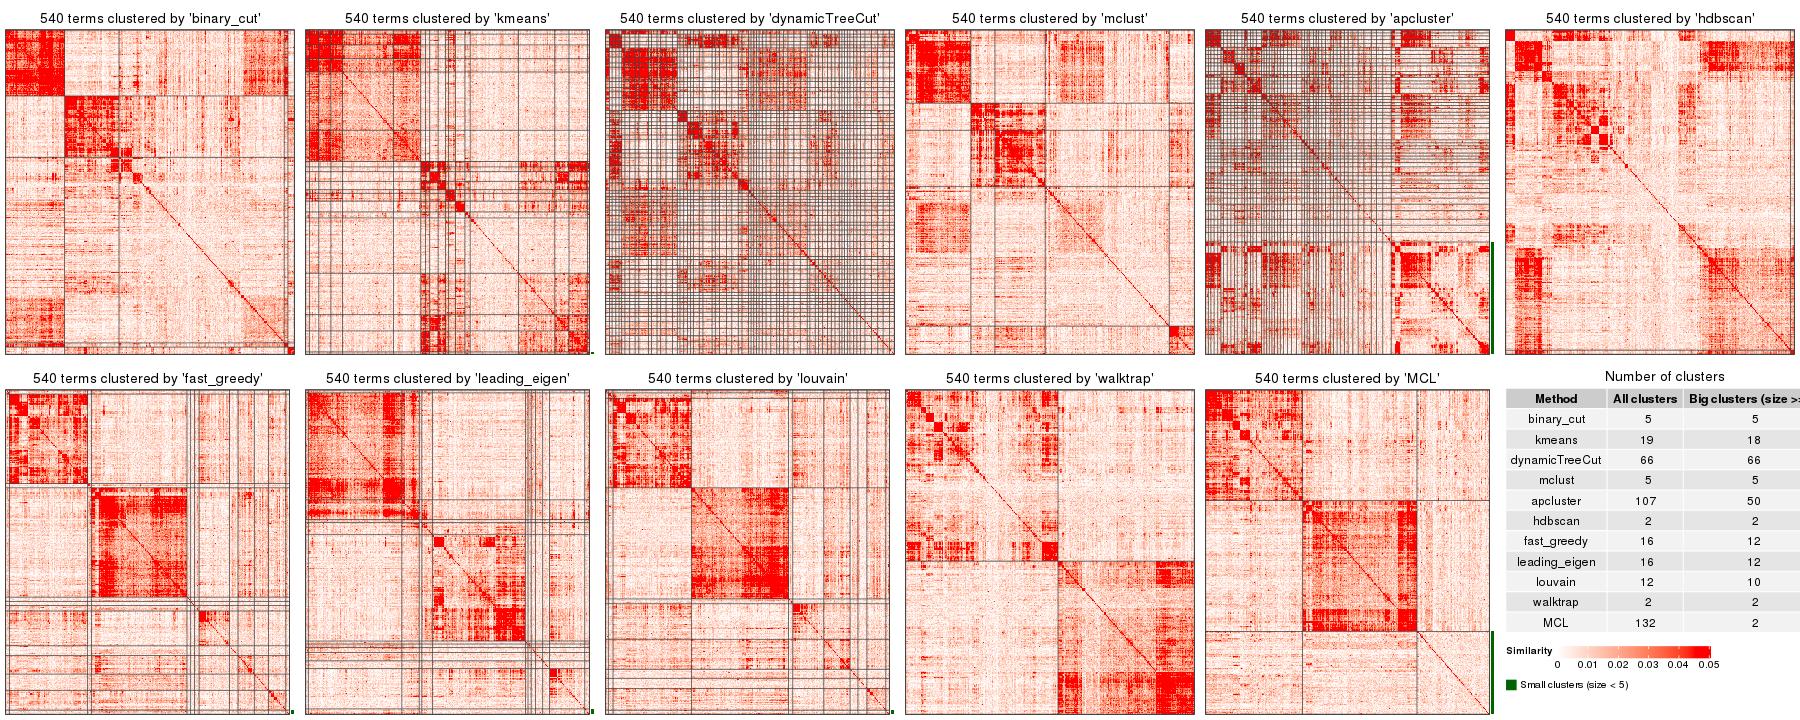 540 terms clustered by 'binary_cut'
540 terms clustered by 'kmeans'
540 terms clustered by 'dynamicTreeCut'
540 terms clustered by 'mclust'
540 terms clustered by 'apcluster'
540 terms clustered by 'hdbscan'
540 terms clustered by 'fast_greedy'
540 terms clustered by 'leading_eigen'
540 terms clustered by 'louvain'
540 terms clustered by 'walktrap'
540 terms clustered by 'MCL'
Number of clusters
Method All clusters Big clusters (size >=
binary_cut 5 5
kmeans 19 18
dynamicTreeCut 66 66
mclust 5 5
apcluster 107 50
hdbscan 2 2
fast_greedy 16 12
leading_eigen 16 12
louvain 12 10
walktrap 2 2
MCL 132 2
Similarity
0 0.01 0.02 0.03 0.04 0.05
Small clusters (size < 5)